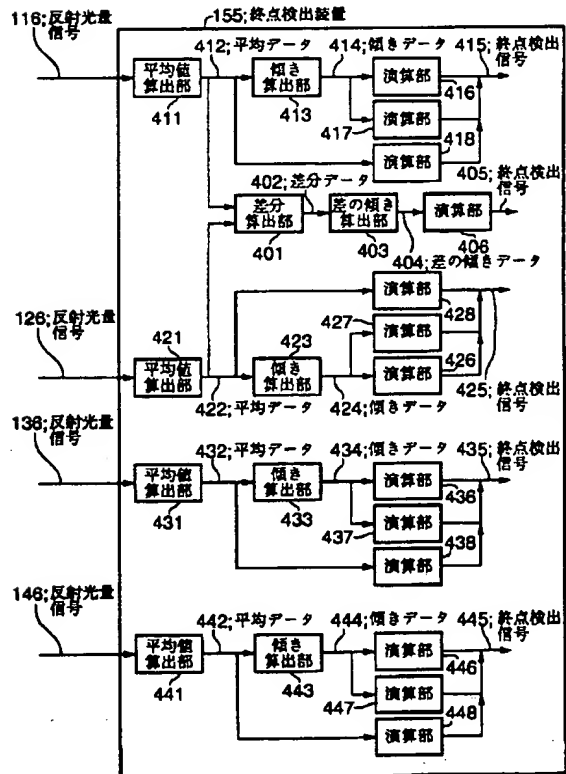 155;終点検出装置
116;反射光量
信号
412;平均データ
414;傾きデータ
415;終点検出
信号
平均値
算出部
411
傾き
算出部
413
演算部
416
417
演算部
418
演算部
402;差分データ
405;終点検出
信号
差分
算出部
401
差の傾き
算出部
403
演算部
406
404;差の傾きデータ
演算部
428
427
演算部
126;反射光量
信号
421
平均値
算出部
423
傾き
算出部
演算部
426
422;平均データ
424;傾きデータ
425;終点検出
信号
136;反射光量
信号
432;平均データ
434;傾きデータ
435;終点検出
信号
平均値
算出部
431
傾き
算出部
433
演算部
436
437
演算部
438
演算部
146;反射光量
信号
442;平均データ
444;傾きデータ
445;終点検出
信号
平均値
算出部
441
傾き
算出部
443
演算部
446
447
演算部
448
演算部